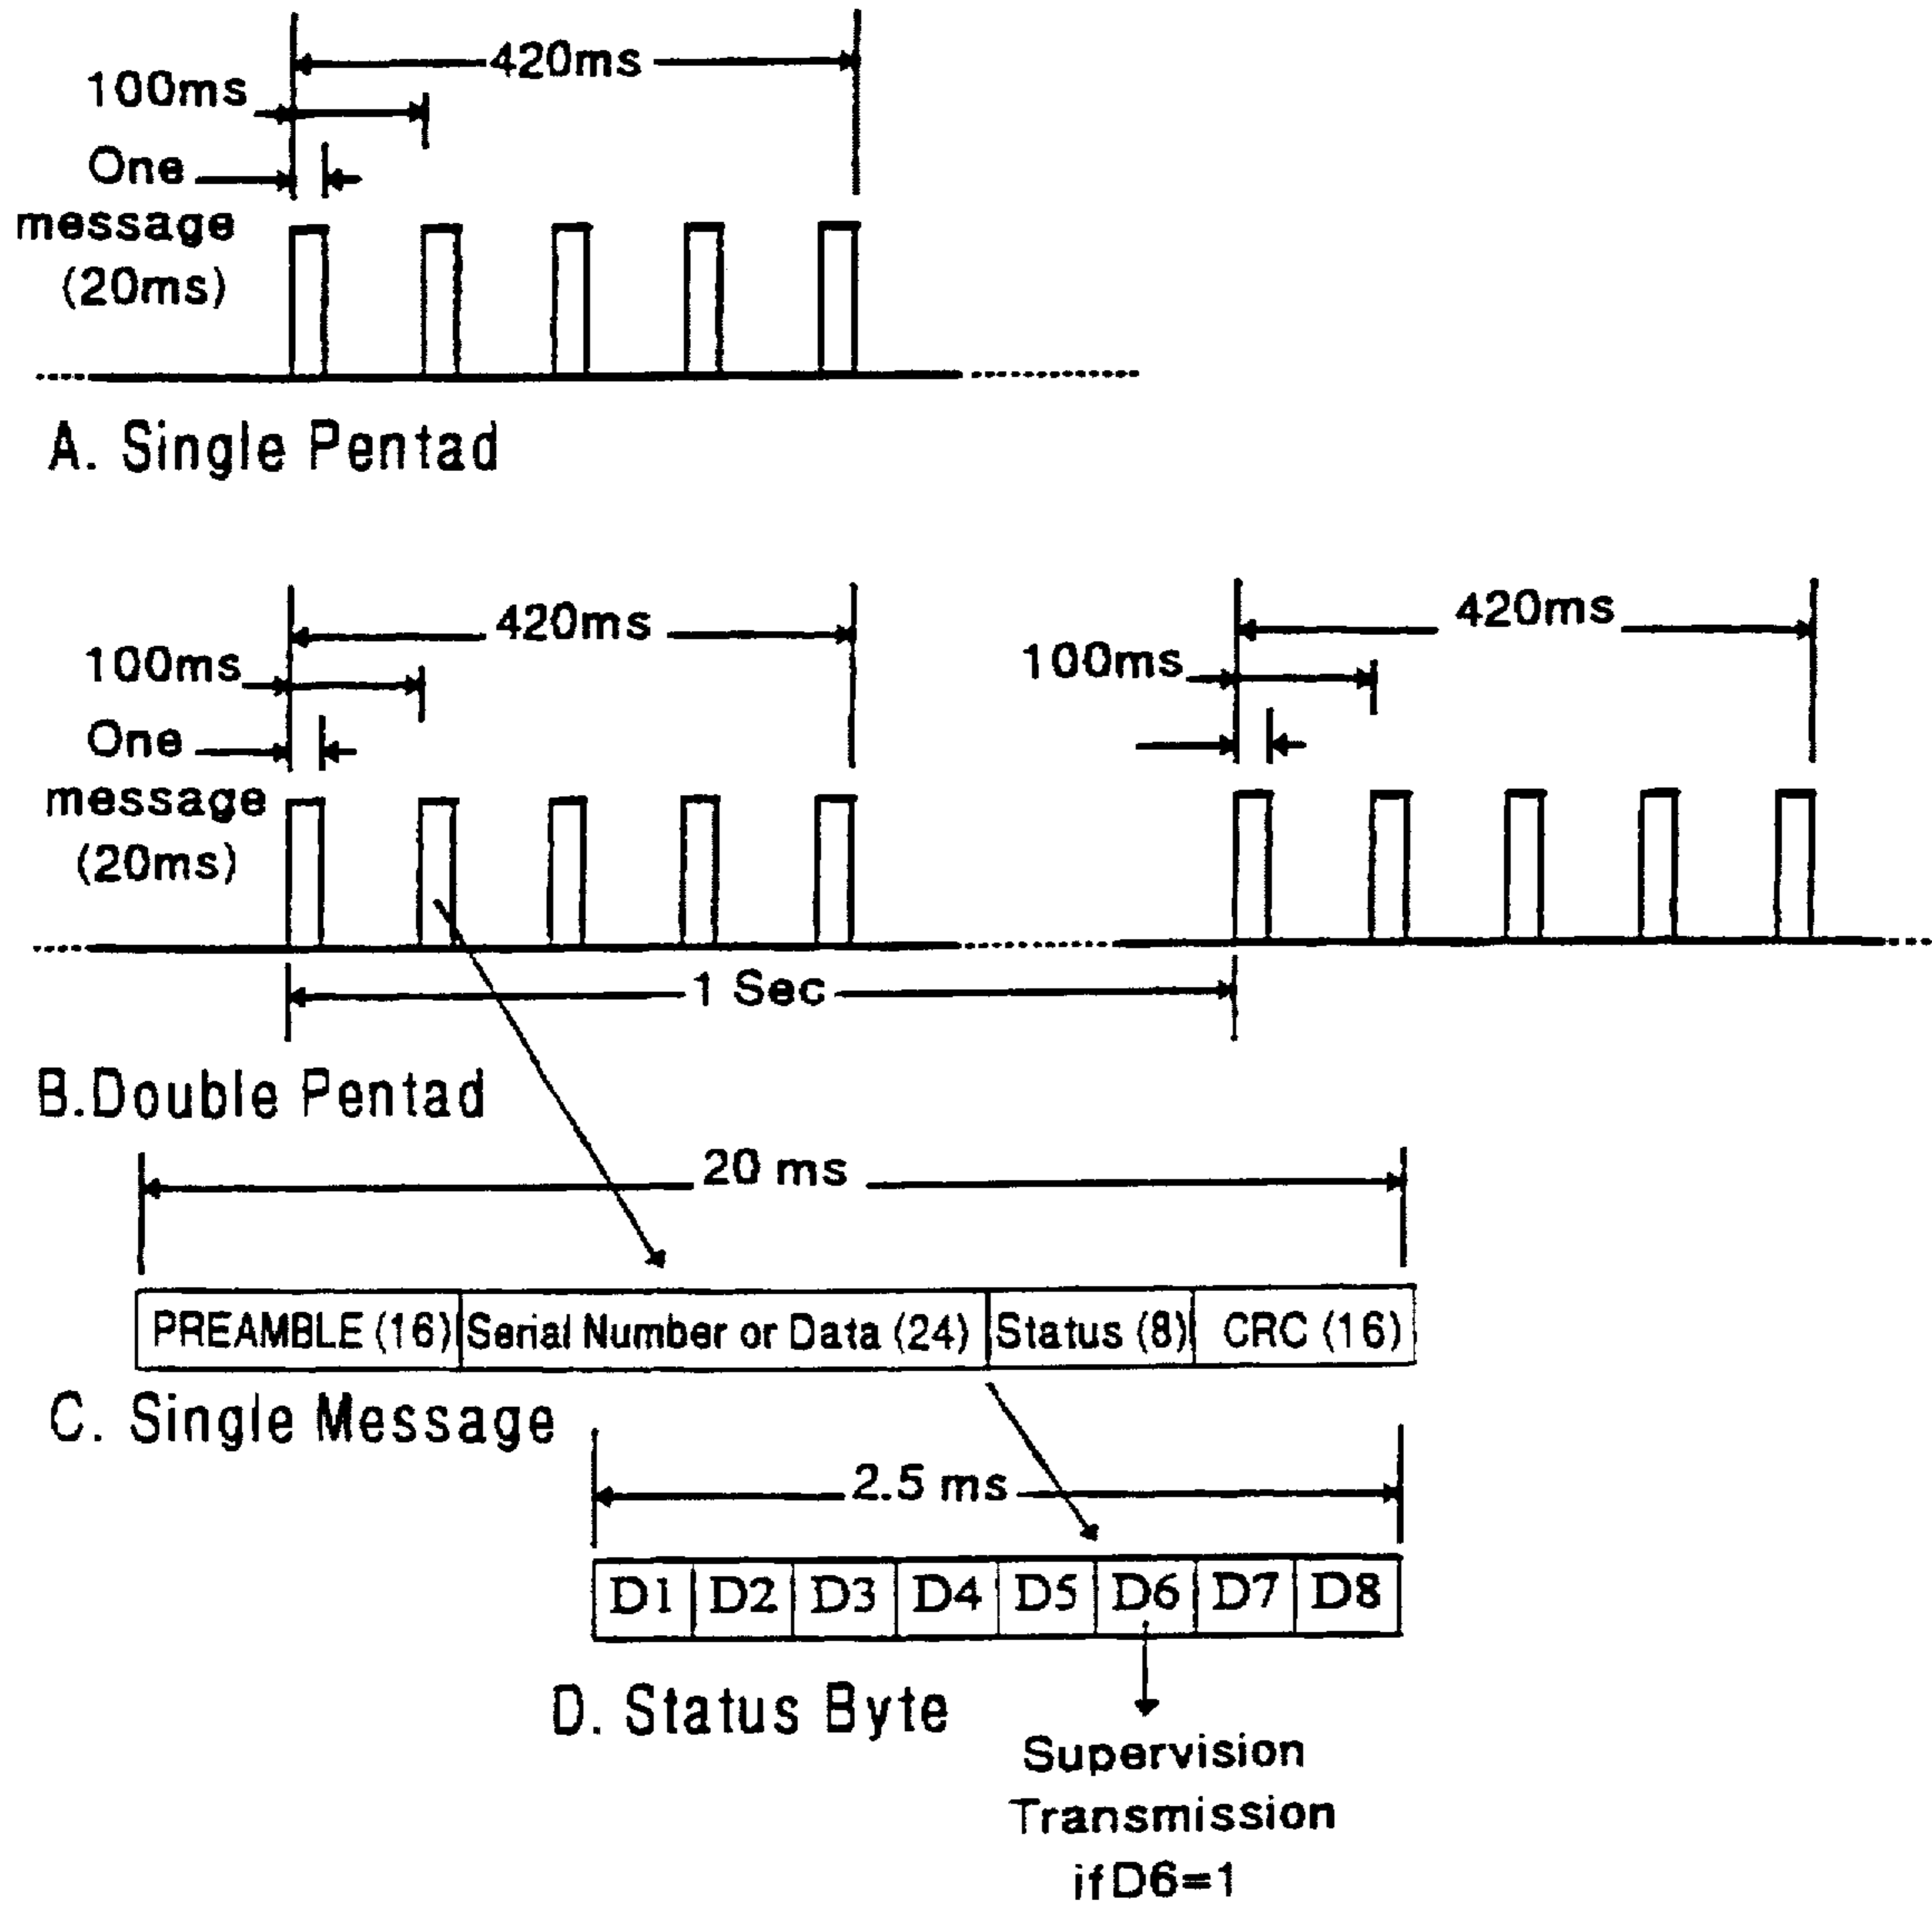 420ms
100ms
One
message
(20ms)
A. Single Pentad
420ms
420ms
100ms
100ms
One
message
(20ms)
1 Sec
B.Double Pentad
20 ms
PREAMBLE (16) Serial Number or Data (24) Status (8) CRC (16)
C. Single Message
2.5 ms
D1 D2 D3 D4 D5 D6 D7 D8
D. Status Byte
Supervision
Transmission
if D6=1